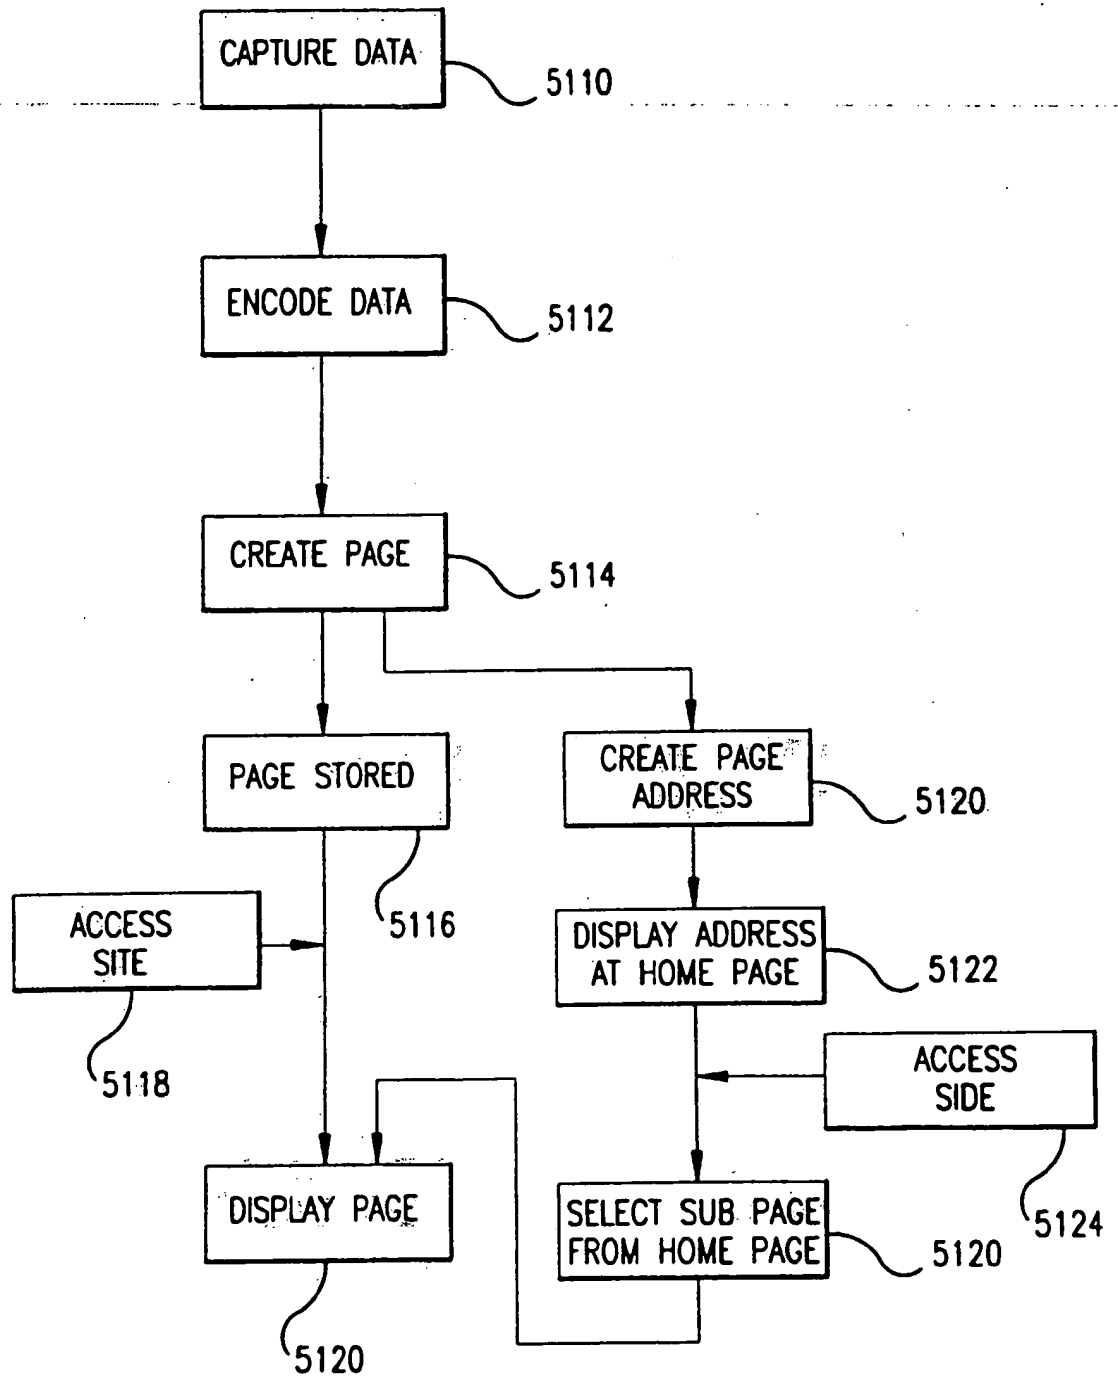 CAPTURE DATA
5110
ENCODE DATA
5112
CREATE PAGE
5114
PAGE STORED
5116
CREATE PAGE
ADDRESS
5120
ACCESS
SITE
5118
DISPLAY ADDRESS
AT HOME PAGE
5122
ACCESS
SIDE
5124
DISPLAY PAGE
5120
SELECT SUB PAGE
FROM HOME PAGE
5120